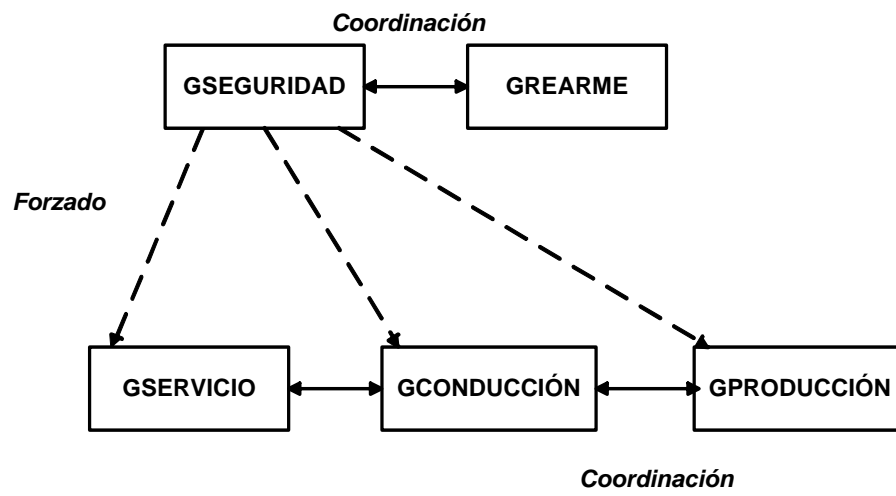 Coordinación
GSEGURIDAD
GREARME
Forzado
GSERVICIO
GCONDUCCIÓN
GPRODUCCIÓN
Coordinación